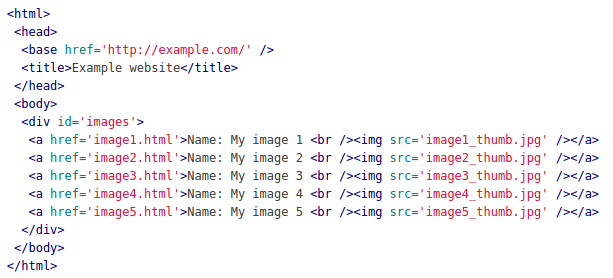 <html>
 <head>
  <base href='http://example.com/' />
  <title>Example website</title>
 </head>
 <body>
  <div id='images'>
   <a href='image1.html'>Name: My image 1 <br /><img src='image1_thumb.jpg' /></a>
   <a href='image2.html'>Name: My image 2 <br /><img src='image2_thumb.jpg' /></a>
   <a href='image3.html'>Name: My image 3 <br /><img src='image3_thumb.jpg' /></a>
   <a href='image4.html'>Name: My image 4 <br /><img src='image4_thumb.jpg' /></a>
   <a href='image5.html'>Name: My image 5 <br /><img src='image5_thumb.jpg' /></a>
  </div>
 </body>
</html>